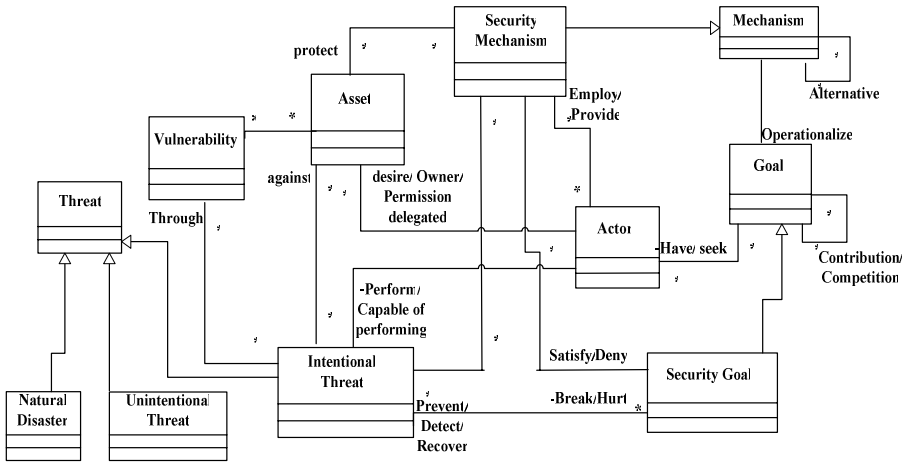 Security
Mechanism
Mechanism
protect
Alternative
Asset
Employ/
Provide
Vulnerability
*
*
Operationalize
Goal
against
desire/ Owner/
Permission
delegated
Threat
Through
*
Actor
-Have/ seek
Contribution/
Competition
-Perform/
Capable of
performing
Intentional
Threat
Satisfy/Deny
Security Goal
Natural
Disaster
Unintentional
Threat
Prevent/
Detect/
Recover
-Break/Hurt
*